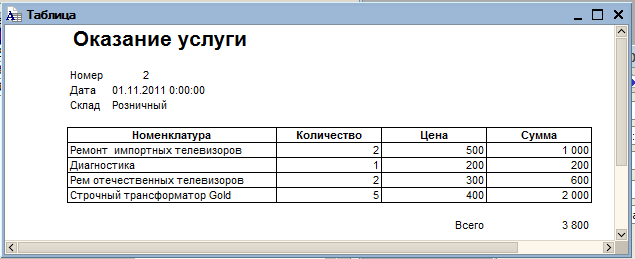 Таблица
Оказание услуги
Номер 2
Дата 01.11.2011 0:00:00
Склад Розничный
Номенклатура Количество Цена Сумма
Ремонт импортных телевизоров 2 500 1 000
Диагностика 1 200 200
Рем отечественных телевизоров 2 300 600
Строчный трансформатор Gold 5 400 2 000
Всего 3 800